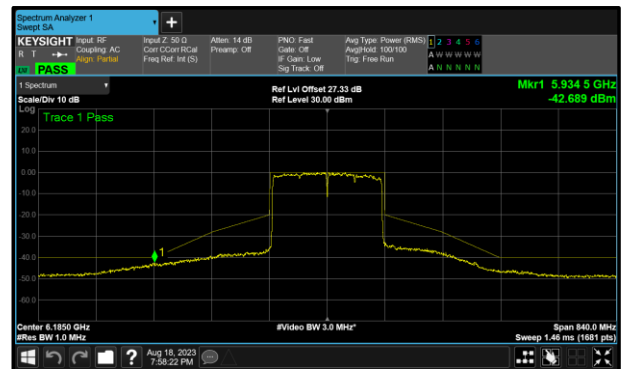 Spectrum Analyzer 1
Swept SA
+
KEYSIGHT Input: RF Input Z: 50 Ω Atten: 14 dB PNO: Fast Avg Type: Power (RMS) 1 2 3 4 5 6
R T Coupling: AC Corr CCorr RCal Preamp: Off Gate: Off Avg|Hold: 100/100 A W W W W W
Align: Partial Freq Ref: Int (S) IF Gain: Low Trig: Free Run
PASS Sig Track: Off A N N N N N
1 Spectrum Ref Lvl Offset 27.33 dB Mkr1 5.934 5 GHz
Scale/Div 10 dB Ref Level 30.00 dBm -42.689 dBm
Log
Trace 1 Pass
20.0
10.0
0.00
-10.0
-20.0
-30.0
1
-40.0
-50.0
-60.0
Center 6.1850 GHz #Video BW 3.0 MHz* Span 840.0 MHz
#Res BW 1.0 MHz Sweep 1.46 ms (1681 pts)
? Aug 18, 2023
7:58:22 PM